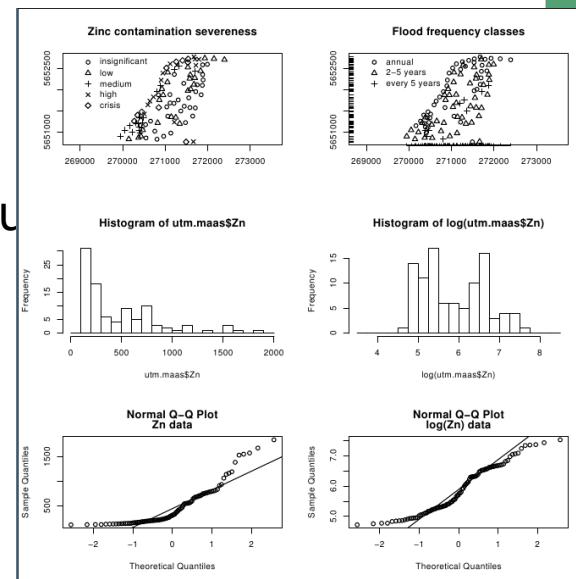 Zinc contamination severeness
Flood frequency classes
5652500
5651000
insignificant
low
medium
high
crisis
269000 270000 271000 272000 273000
5652500
5651000
annual
2−5 years
every 5 years
269000 270000 271000 272000 273000
Histogram of utm.maas$Zn
Histogram of log(utm.maas$Zn)
Frequency
25
15
5
0
0 500 1000 1500 2000
utm.maas$Zn
Frequency
15
10
5
0
4 5 6 7 8
log(utm.maas$Zn)
Normal Q−Q Plot
Zn data
Normal Q−Q Plot
log(Zn) data
Sample Quantiles
1500
500
−2 −1 0 1 2
Theoretical Quantiles
Sample Quantiles
7.0
6.0
5.0
−2 −1 0 1 2
Theoretical Quantiles